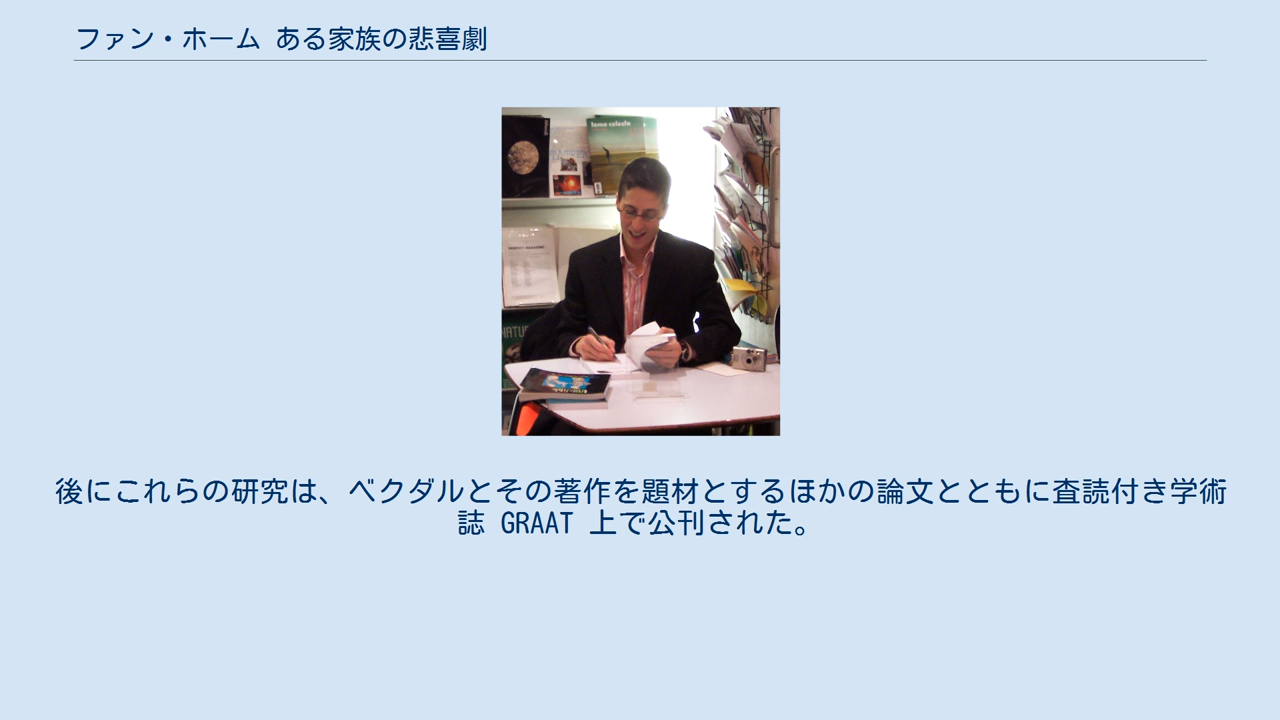 ファン・ホーム ある家族の悲喜劇
tema celeste
後にこれらの研究は、ベクダルとその著作を題材とするほかの論文とともに査読付き学術
誌 GRAAT 上で公刊された。